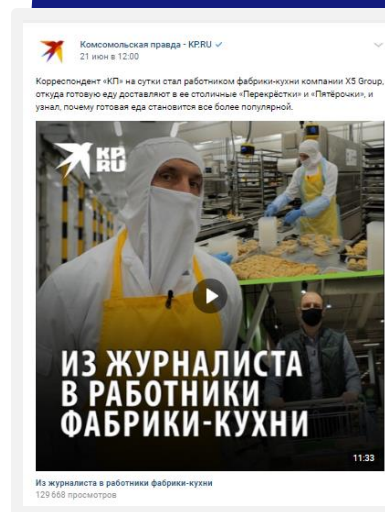 Комсомольская правда - KP.RU
21 июн в 12:00
Корреспондент «КП» на сутки стал работником фабрики-кухни компании X5 Group,
откуда готовую еду доставляют в ее столичные «Перекрёстки» и «Пятёрочки», и
узнал, почему готовая еда становится все более популярной.
KP
RU
ИЗ ЖУРНАЛИСТА
В РАБОТНИКИ
ФАБРИКИ-КУХНИ
11:33
Из журналиста в работники фабрики-кухни
129 668 просмотров